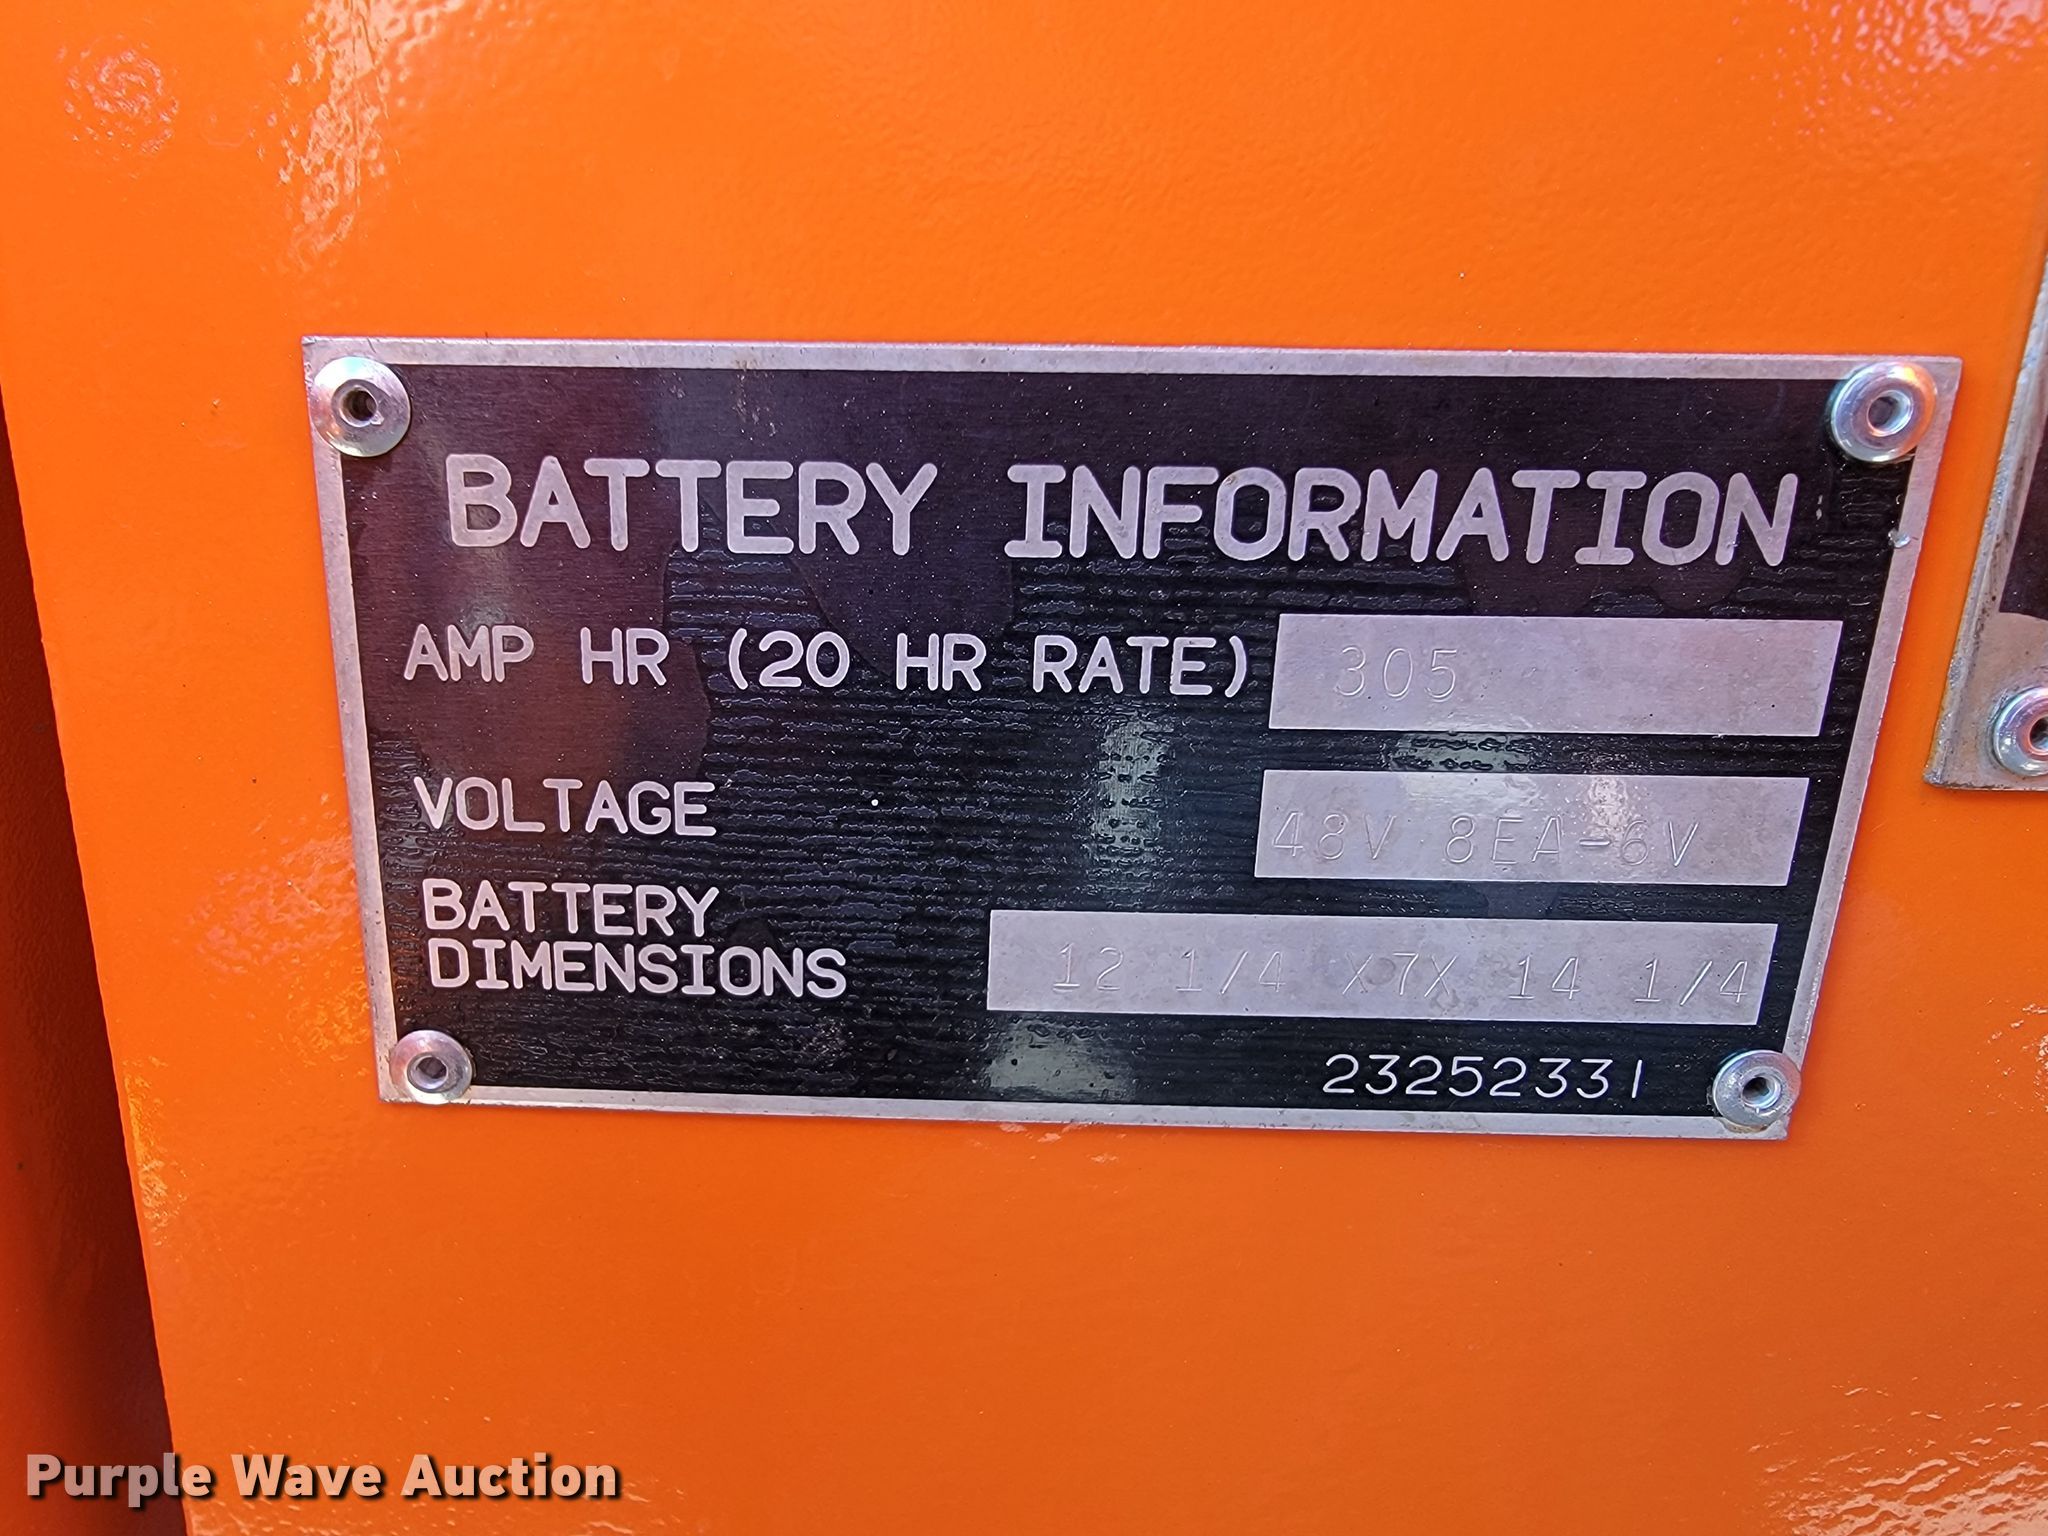 BATTERY INFORMATION
AMP HR (20 HR RATE) 305
VOLTAGE 48V 8EA-6V
BATTERY
DIMENSIONS 12 1/4 X7X 14 1/4
23252331
Purple Wave Auction